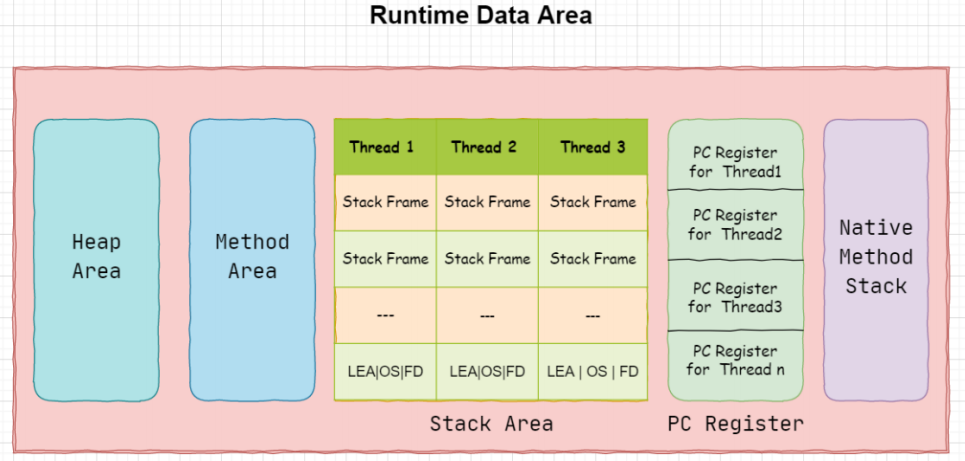 Runtime Data Area
Heap
Area
Method
Area
Thread 1 Thread 2 Thread 3
Stack Frame Stack Frame Stack Frame
Stack Frame Stack Frame Stack Frame
--- --- ---
LEA|OS|FD LEA|OS|FD LEA | OS | FD
Stack Area
PC Register
for Thread1
PC Register
for Thread2
PC Register
for Thread3
PC Register
for Thread n
PC Register
Native
Method
Stack